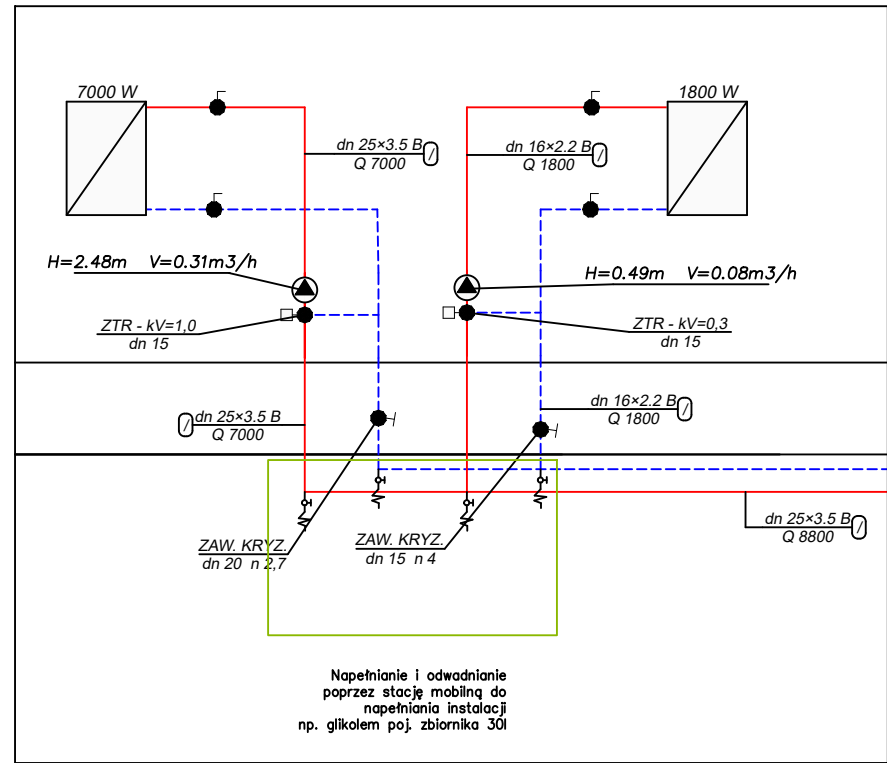 7000 W
1800 W
dn 25×3.5 B
Q 7000
dn 16×2.2 B
Q 1800
H=2.48m V=0.31m3/h
H=0.49m V=0.08m3/h
ZTR - kV=1,0
dn 15
ZTR - kV=0,3
dn 15
dn 25×3.5 B
Q 7000
dn 16×2.2 B
Q 1800
dn 25×3.5 B
Q 8800
ZAW. KRYZ.
dn 20 n 2,7
ZAW. KRYZ.
dn 15 n 4
Napełnianie i odwadnianie
poprzez stację mobilną do
napełniania instalacji
np. glikolem poj. zbiornika 30l